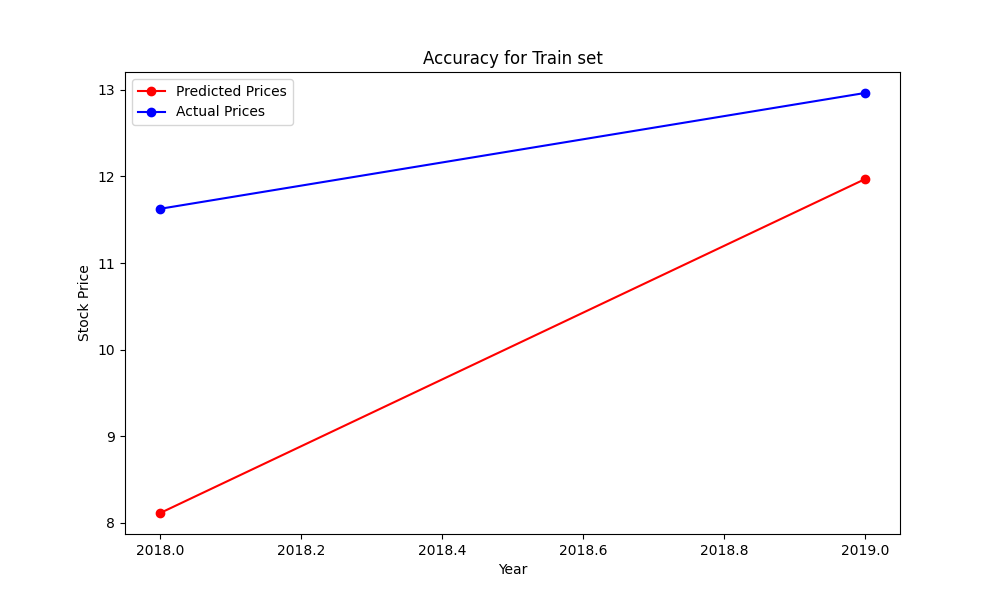 Accuracy for Train set
Predicted Prices
Actual Prices
13
12
11
10
9
8
Stock Price
2018.0 2018.2 2018.4 2018.6 2018.8 2019.0
Year